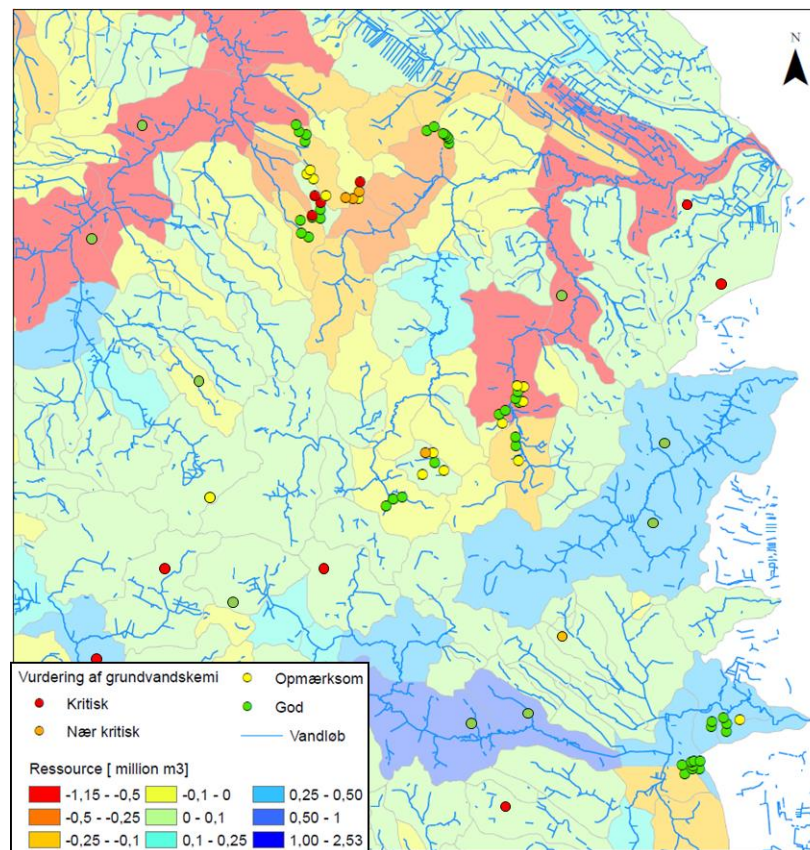 N
Vurdering af grundvandskemi
Kritisk
Nær kritisk
Opmærksom
God
Vandløb
Ressource [ million m3]
-1,15 - -0,5
-0,5 - -0,25
-0,25 - -0,1
-0,1 - 0
0 - 0,1
0,1 - 0,25
0,25 - 0,50
0,50 - 1
1,00 - 2,53